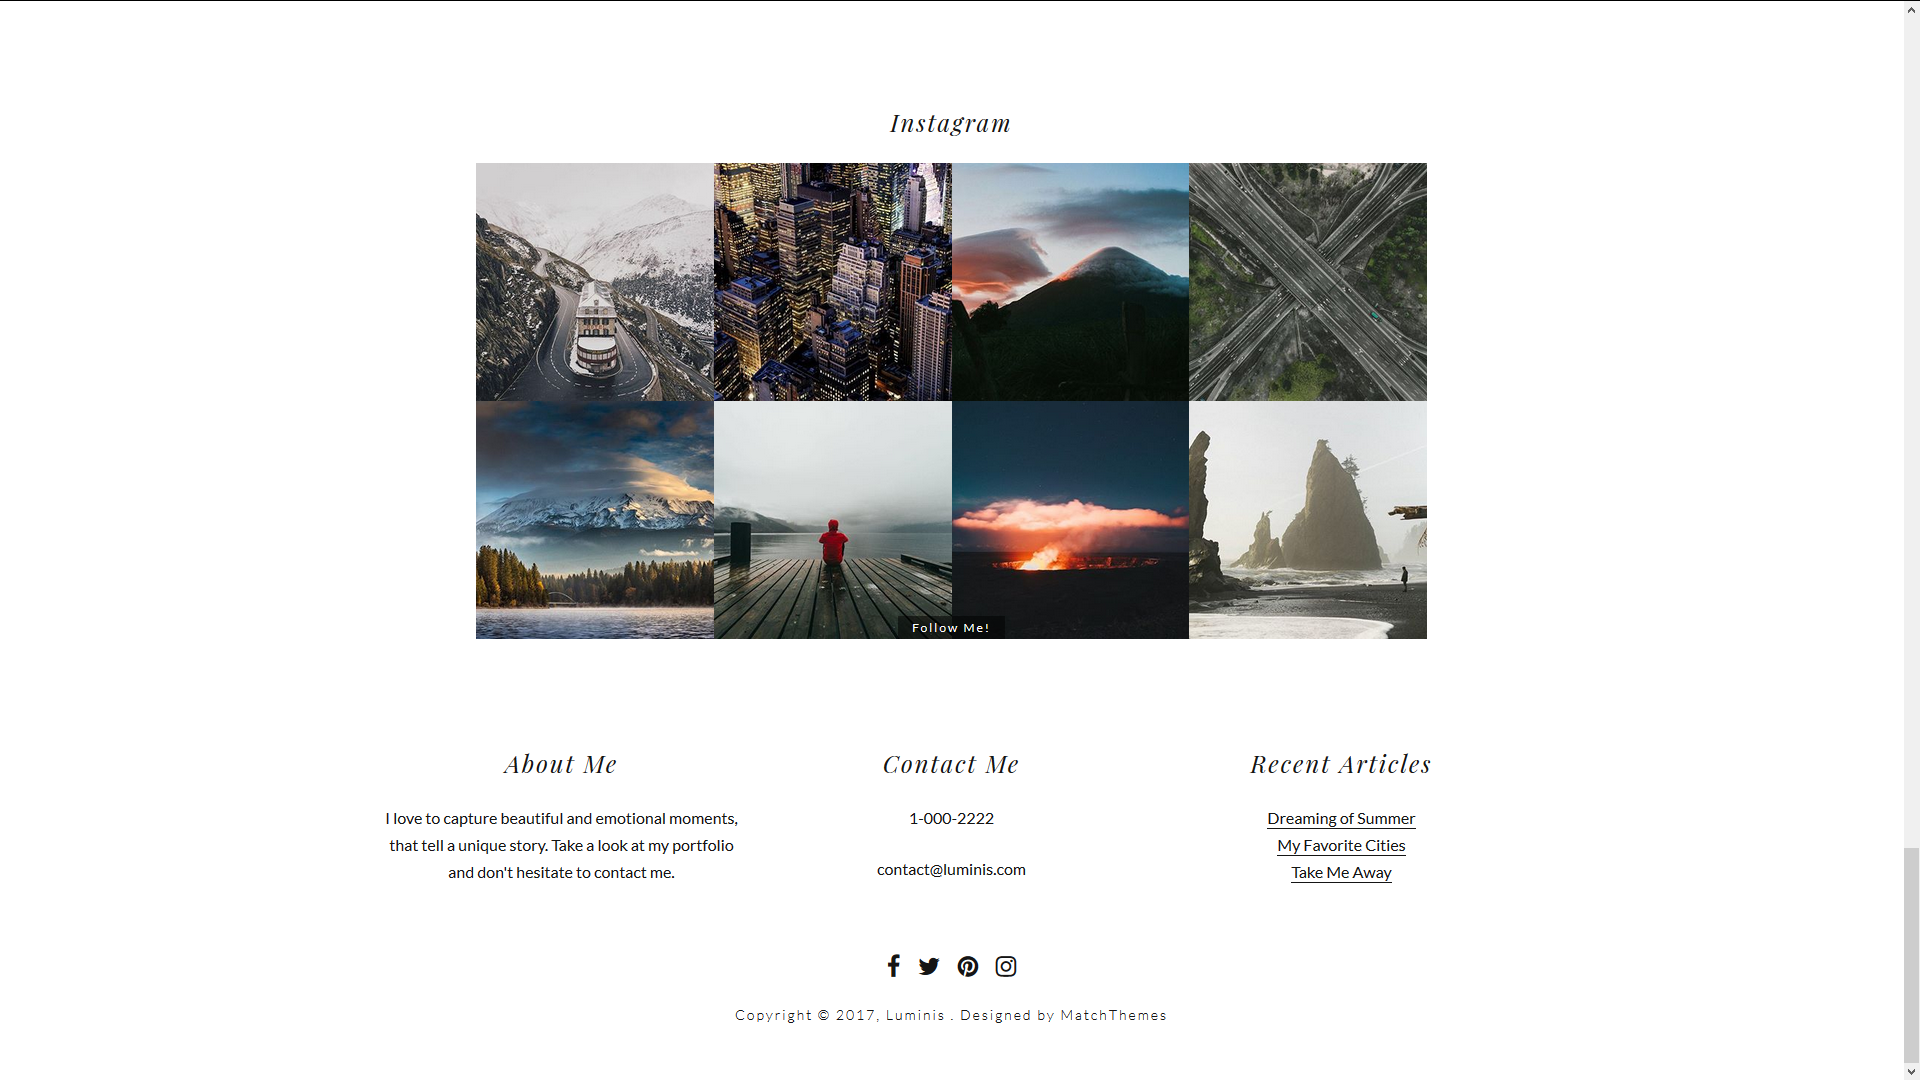 Instagram
Follow Me!
About Me
I love to capture beautiful and emotional moments,
that tell a unique story. Take a look at my portfolio
and don't hesitate to contact me.
Contact Me
1-000-2222
contact@luminis.com
Recent Articles
Dreaming of Summer
My Favorite Cities
Take Me Away
Copyright © 2017, Luminis . Designed by MatchThemes